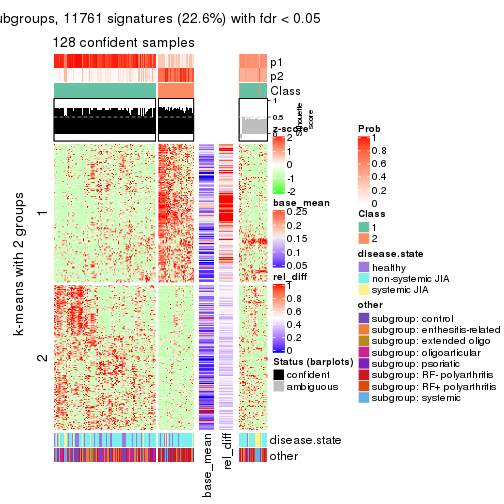 ubgroups, 11761 signatures (22.6%) with fdr < 0.05
128 confident samples
p1
p2
Class
1
0.5
0
Silhouette
score
z-score
2
1
0
-1
-2
base_mean
0.25
0.2
0.15
0.1
0.05
rel_diff
1
0.8
0.6
0.4
0.2
0
Status (barplots)
confident
ambiguous
Prob
1
0.8
0.6
0.4
0.2
0
Class
1
2
disease.state
healthy
non-systemic JIA
systemic JIA
other
subgroup: control
subgroup: enthesitis-related
subgroup: extended oligo
subgroup: oligoarticular
subgroup: psoriatic
subgroup: RF- polyarthritis
subgroup: RF+ polyarthritis
subgroup: systemic
k-means with 2 groups
1
2
disease.state
other
base_mean
rel_diff